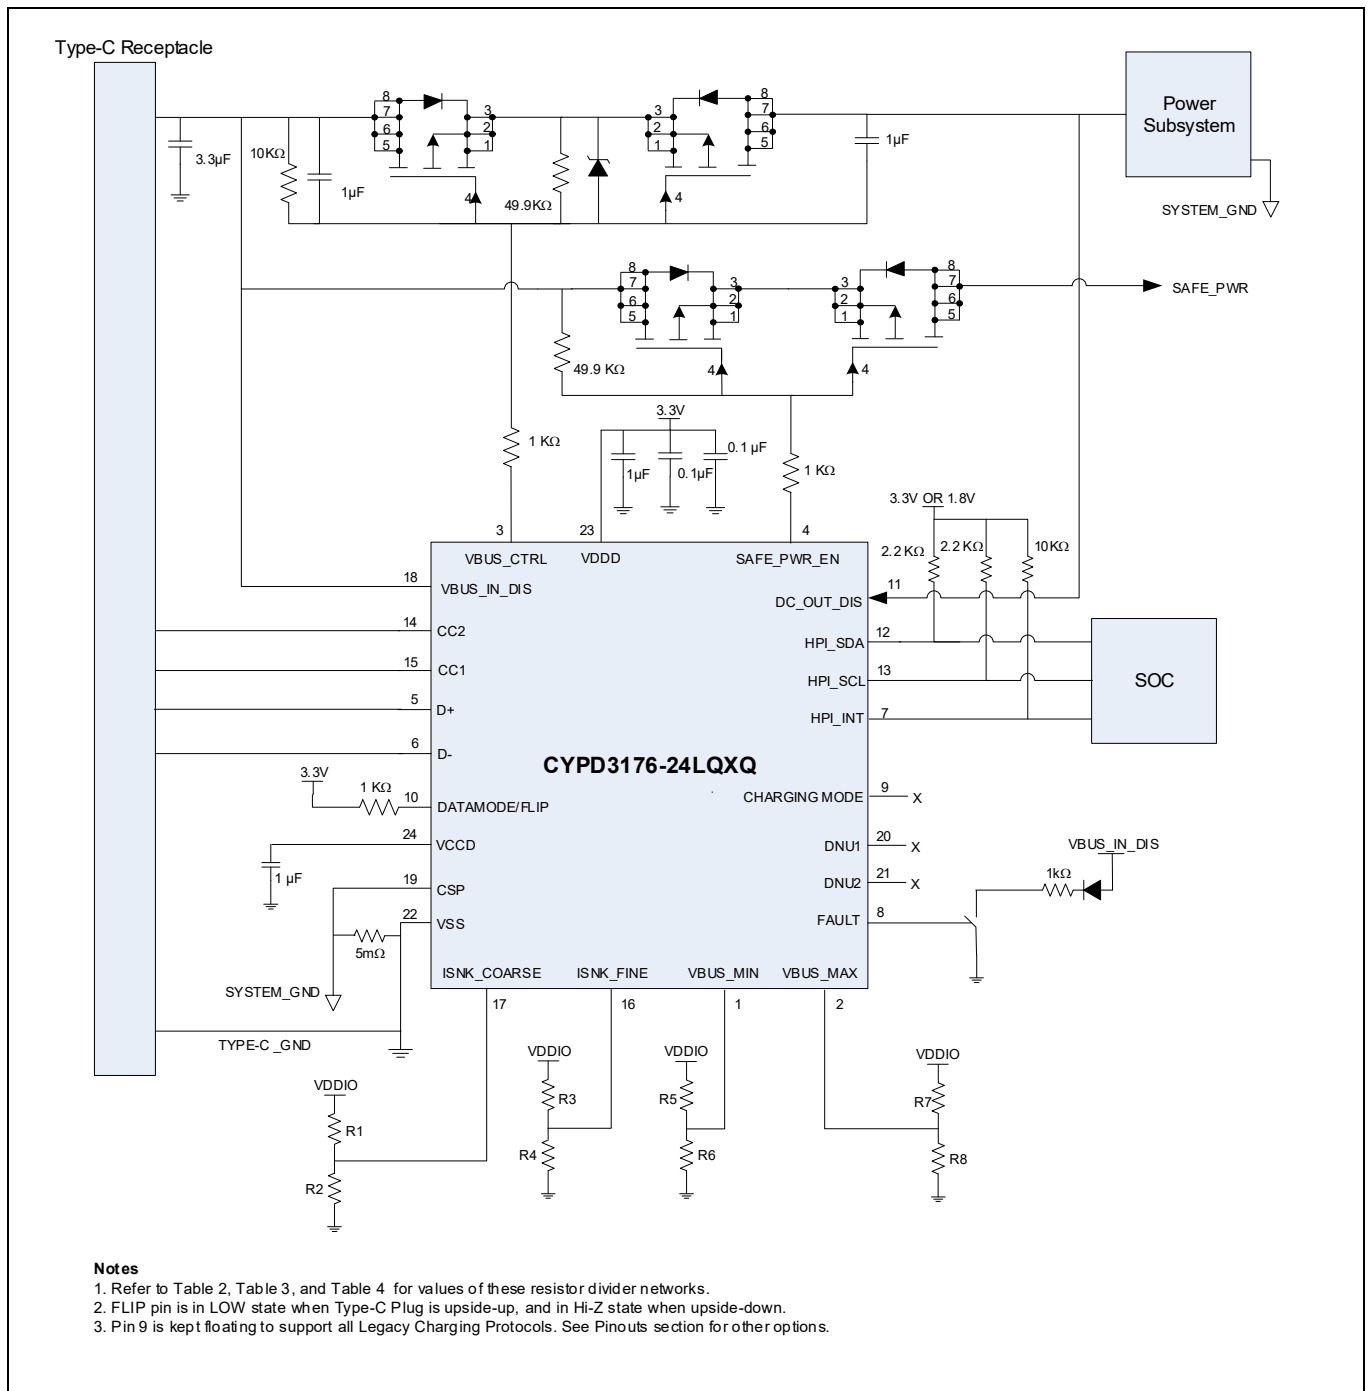 Type-C Receptacle
Power
Subsystem
SYSTEM_GND
3.3µF
10KΩ
1µF
8
7
6
5
3
2
1
4
49.9KΩ
3
2
1
8
7
6
5
4
1µF
8
7
6
5
3
2
1
4
3
2
1
8
7
6
5
4
SAFE_PWR
49.9 KΩ
1 KΩ
3.3V
1µF
0.1µF
0.1 µF
1 KΩ
3.3V OR 1.8V
2.2 KΩ
2.2 KΩ
10KΩ
3
23
4
VBUS_CTRL
VDDD
SAFE_PWR_EN
18
VBUS_IN_DIS
11
DC_OUT_DIS
14
CC2
12
HPI_SDA
15
CC1
13
HPI_SCL
5
D+
7
HPI_INT
SOC
6
D-
CYPD3176-24LQXQ
3.3V
1 KΩ
10
DATAMODE/FLIP
CHARGING MODE
9
X
24
VCCD
1 µF
DNU1
20
X
19
CSP
DNU2
21
X
22
VSS
5mΩ
FAULT
8
1kΩ
VBUS_IN_DIS
SYSTEM_GND
ISNK_COARSE
ISNK_FINE
VBUS_MIN
VBUS_MAX
17
16
1
2
TYPE-C_GND
VDDIO
R1
R2
VDDIO
R3
R4
VDDIO
R5
R6
VDDIO
R7
R8
Notes
1. Refer to Table 2, Table 3, and Table 4 for values of these resistor divider networks.
2. FLIP pin is in LOW state when Type-C Plug is upside-up, and in Hi-Z state when upside-down.
3. Pin 9 is kept floating to support all Legacy Charging Protocols. See Pinouts section for other options.